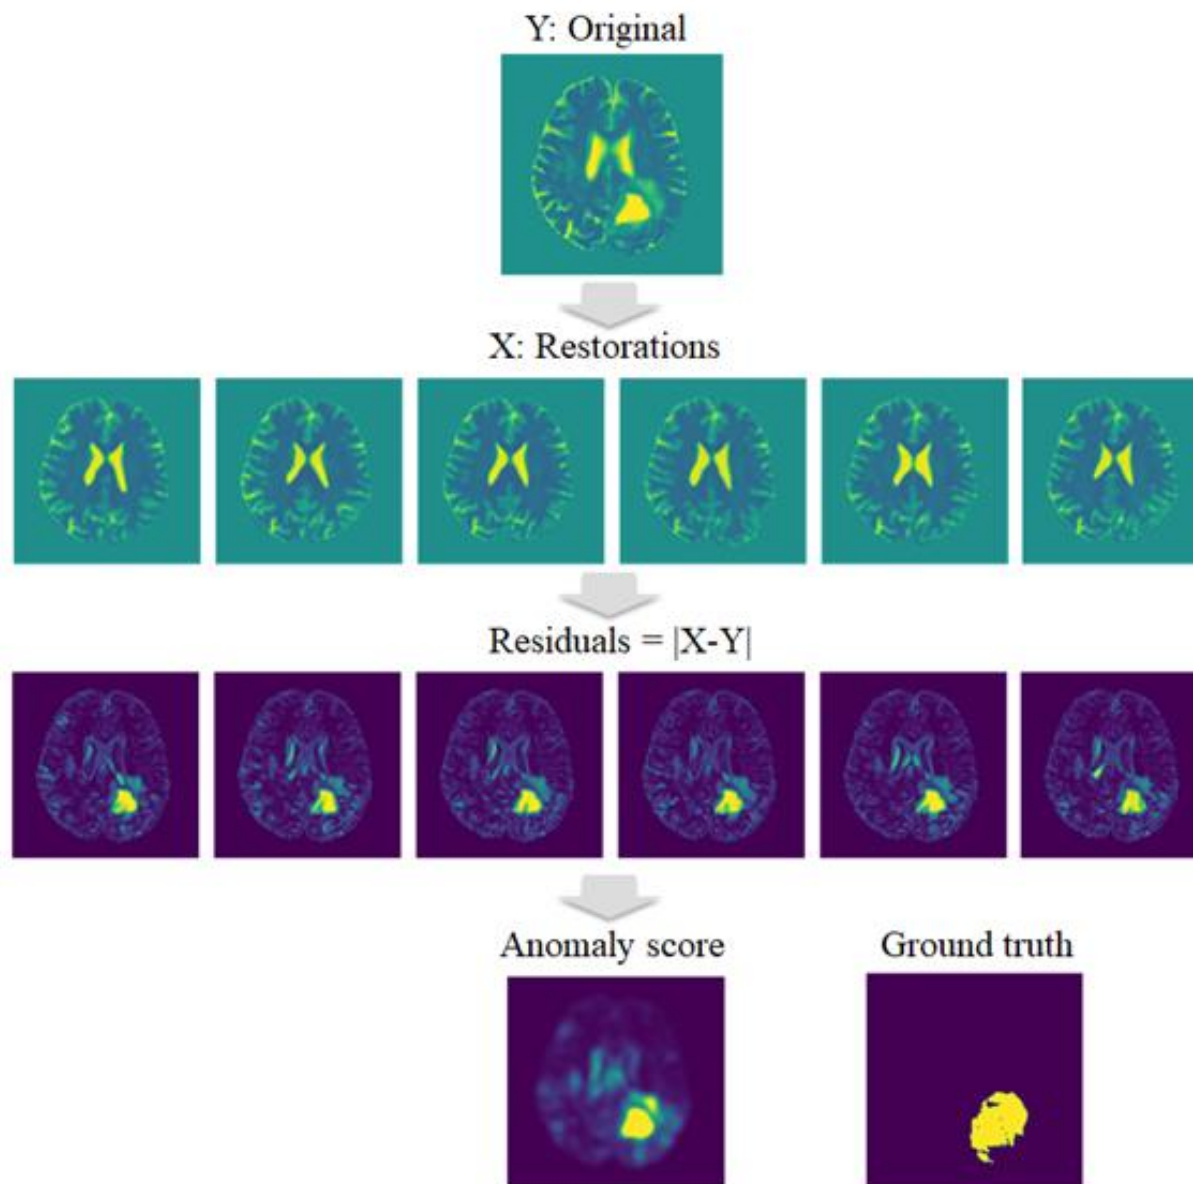 Y: Original
X: Restorations
Residuals = |X-Y|
Anomaly score
Ground truth